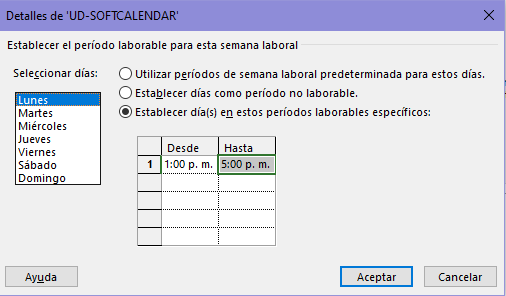 Detalles de 'UD-SOFTCALENDAR'
Establecer el período laborable para esta semana laboral
Seleccionar días:
Lunes
Martes
Miércoles
Jueves
Viernes
Sábado
Domingo
Utilizar períodos de semana laboral predeterminada para estos días.
Establecer días como período no laborable.
Establecer día(s) en estos períodos laborables específicos:
Desde Hasta
1 1:00 p. m. 5:00 p. m.
Ayuda Aceptar Cancelar